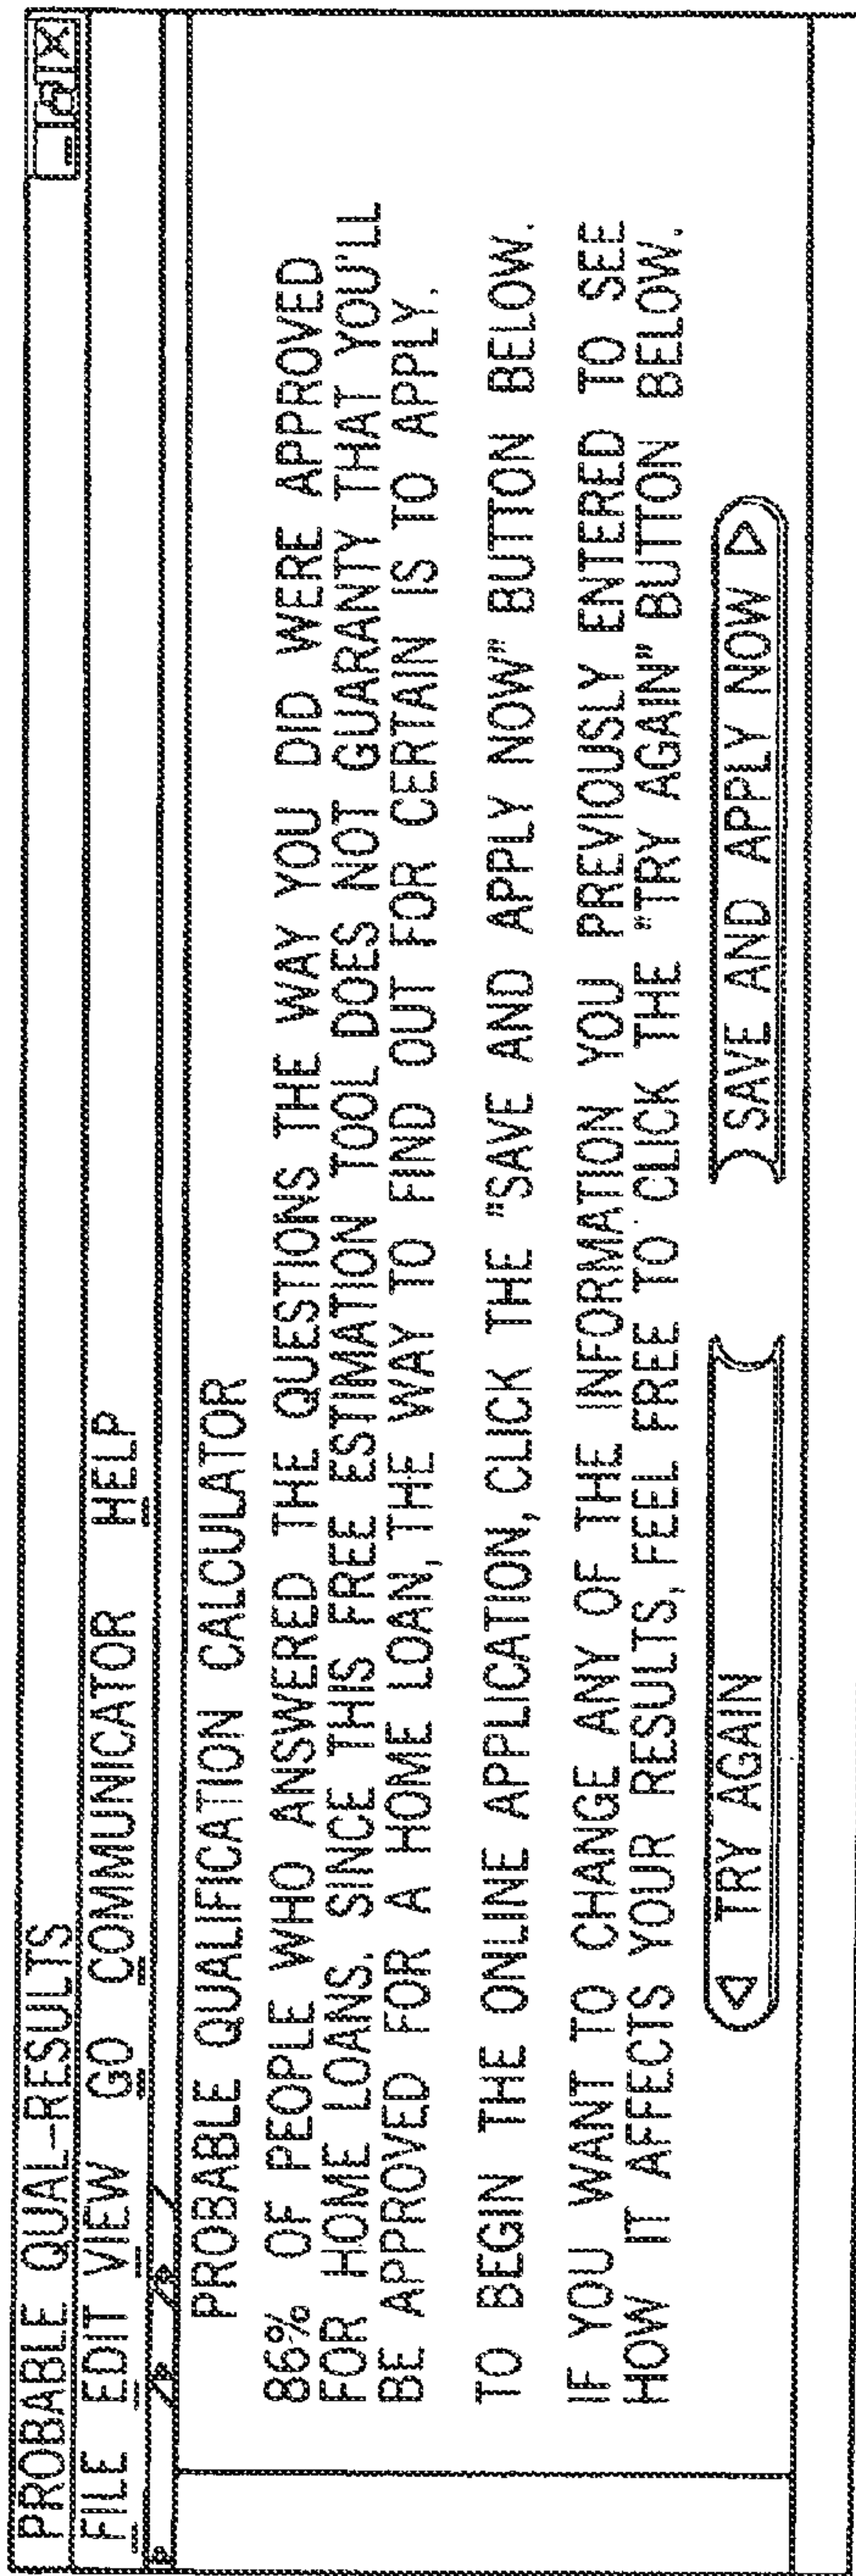 PROBABLE QUAL-RESULTS
FILE EDIT VIEW GO COMMUNICATOR HELP
PROBABLE QUALIFICATION CALCULATOR
86% OF PEOPLE WHO ANSWERED THE QUESTIONS THE WAY YOU DID WERE APPROVED
FOR HOME LOANS. SINCE THIS FREE ESTIMATION TOOL DOES NOT GUARANTY THAT YOU'LL
BE APPROVED FOR A HOME LOAN, THE WAY TO FIND OUT FOR CERTAIN IS TO APPLY.
TO BEGIN THE ONLINE APPLICATION, CLICK THE "SAVE AND APPLY NOW" BUTTON BELOW.
IF YOU WANT TO CHANGE ANY OF THE INFORMATION YOU PREVIOUSLY ENTERED TO SEE
HOW IT AFFECTS YOUR RESULTS, FEEL FREE TO CLICK THE "TRY AGAIN" BUTTON BELOW.
TRY AGAIN
SAVE AND APPLY NOW